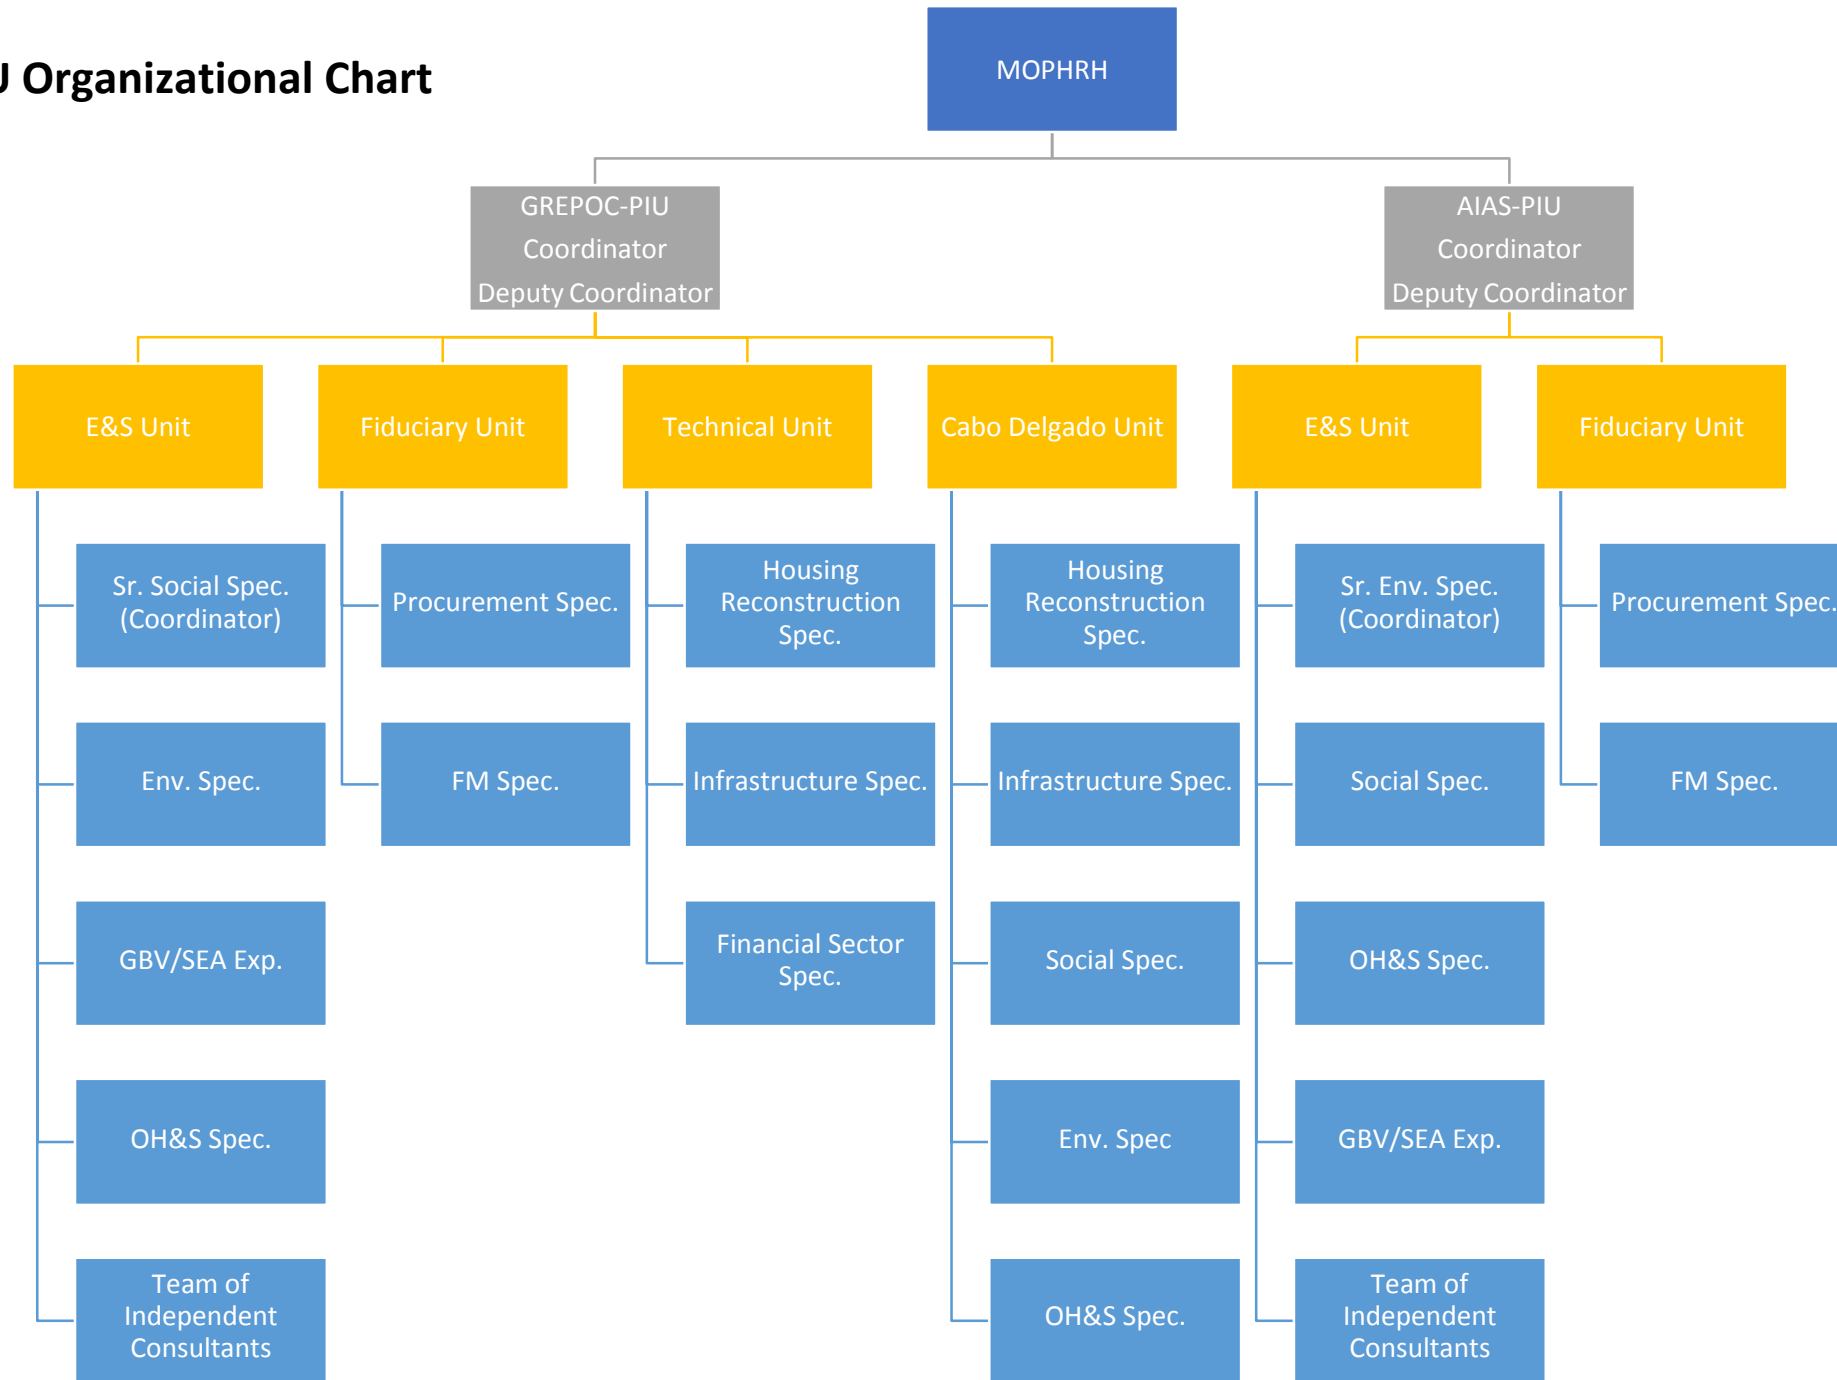 U Organizational Chart
MOPHRH
GREPOC-PIU
Coordinator
Deputy Coordinator
AIAS-PIU
Coordinator
Deputy Coordinator
E&S Unit
Fiduciary Unit
Technical Unit
Cabo Delgado Unit
E&S Unit
Fiduciary Unit
Sr. Social Spec.
(Coordinator)
Env. Spec.
GBV/SEA Exp.
OH&S Spec.
Team of
Independent
Consultants
Procurement Spec.
FM Spec.
Housing
Reconstruction
Spec.
Infrastructure Spec.
Financial Sector
Spec.
Housing
Reconstruction
Spec.
Infrastructure Spec.
Social Spec.
Env. Spec
OH&S Spec.
Sr. Env. Spec.
(Coordinator)
Social Spec.
OH&S Spec.
GBV/SEA Exp.
Team of
Independent
Consultants
Procurement Spec.
FM Spec.